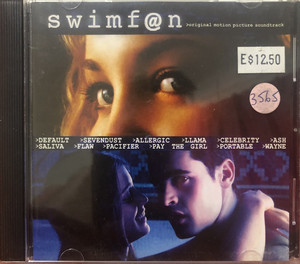 swimf@n
>original motion picture soundtrack
E$12.50
3565
>DEFAULT >SEVENDUST >ALLERGIC >LLAMA >CELEBRITY >ASH
>SALIVA >FLAW >PACIFIER >PAY THE GIRL >PORTABLE >WAYNE